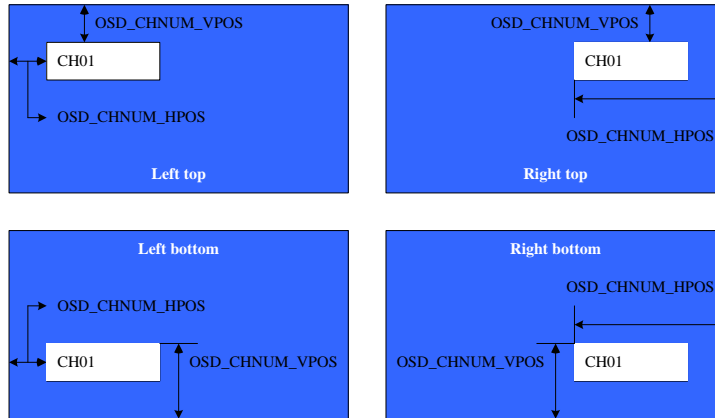 OSD_CHNUM_VPOS
CH01
OSD_CHNUM_HPOS
Left top
OSD_CHNUM_VPOS
CH01
OSD_CHNUM_HPOS
Right top
Left bottom
OSD_CHNUM_HPOS
CH01
OSD_CHNUM_VPOS
Right bottom
OSD_CHNUM_HPOS
OSD_CHNUM_VPOS
CH01